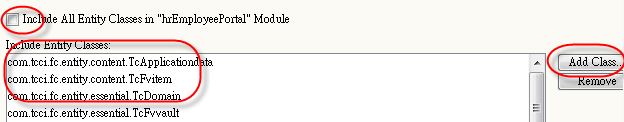 Include All Entity Classes in "hrEmployeePortal" Module
Include Entity Classes:
com.tcci.fc.entity.content.TcApplicationdata
com.tcci.fc.entity.content.TcFvitem
com.tcci.fc.entity.essential.TcDomain
com.tcci.fc.entity.essential.TcFvvault
Add Class...
Remove